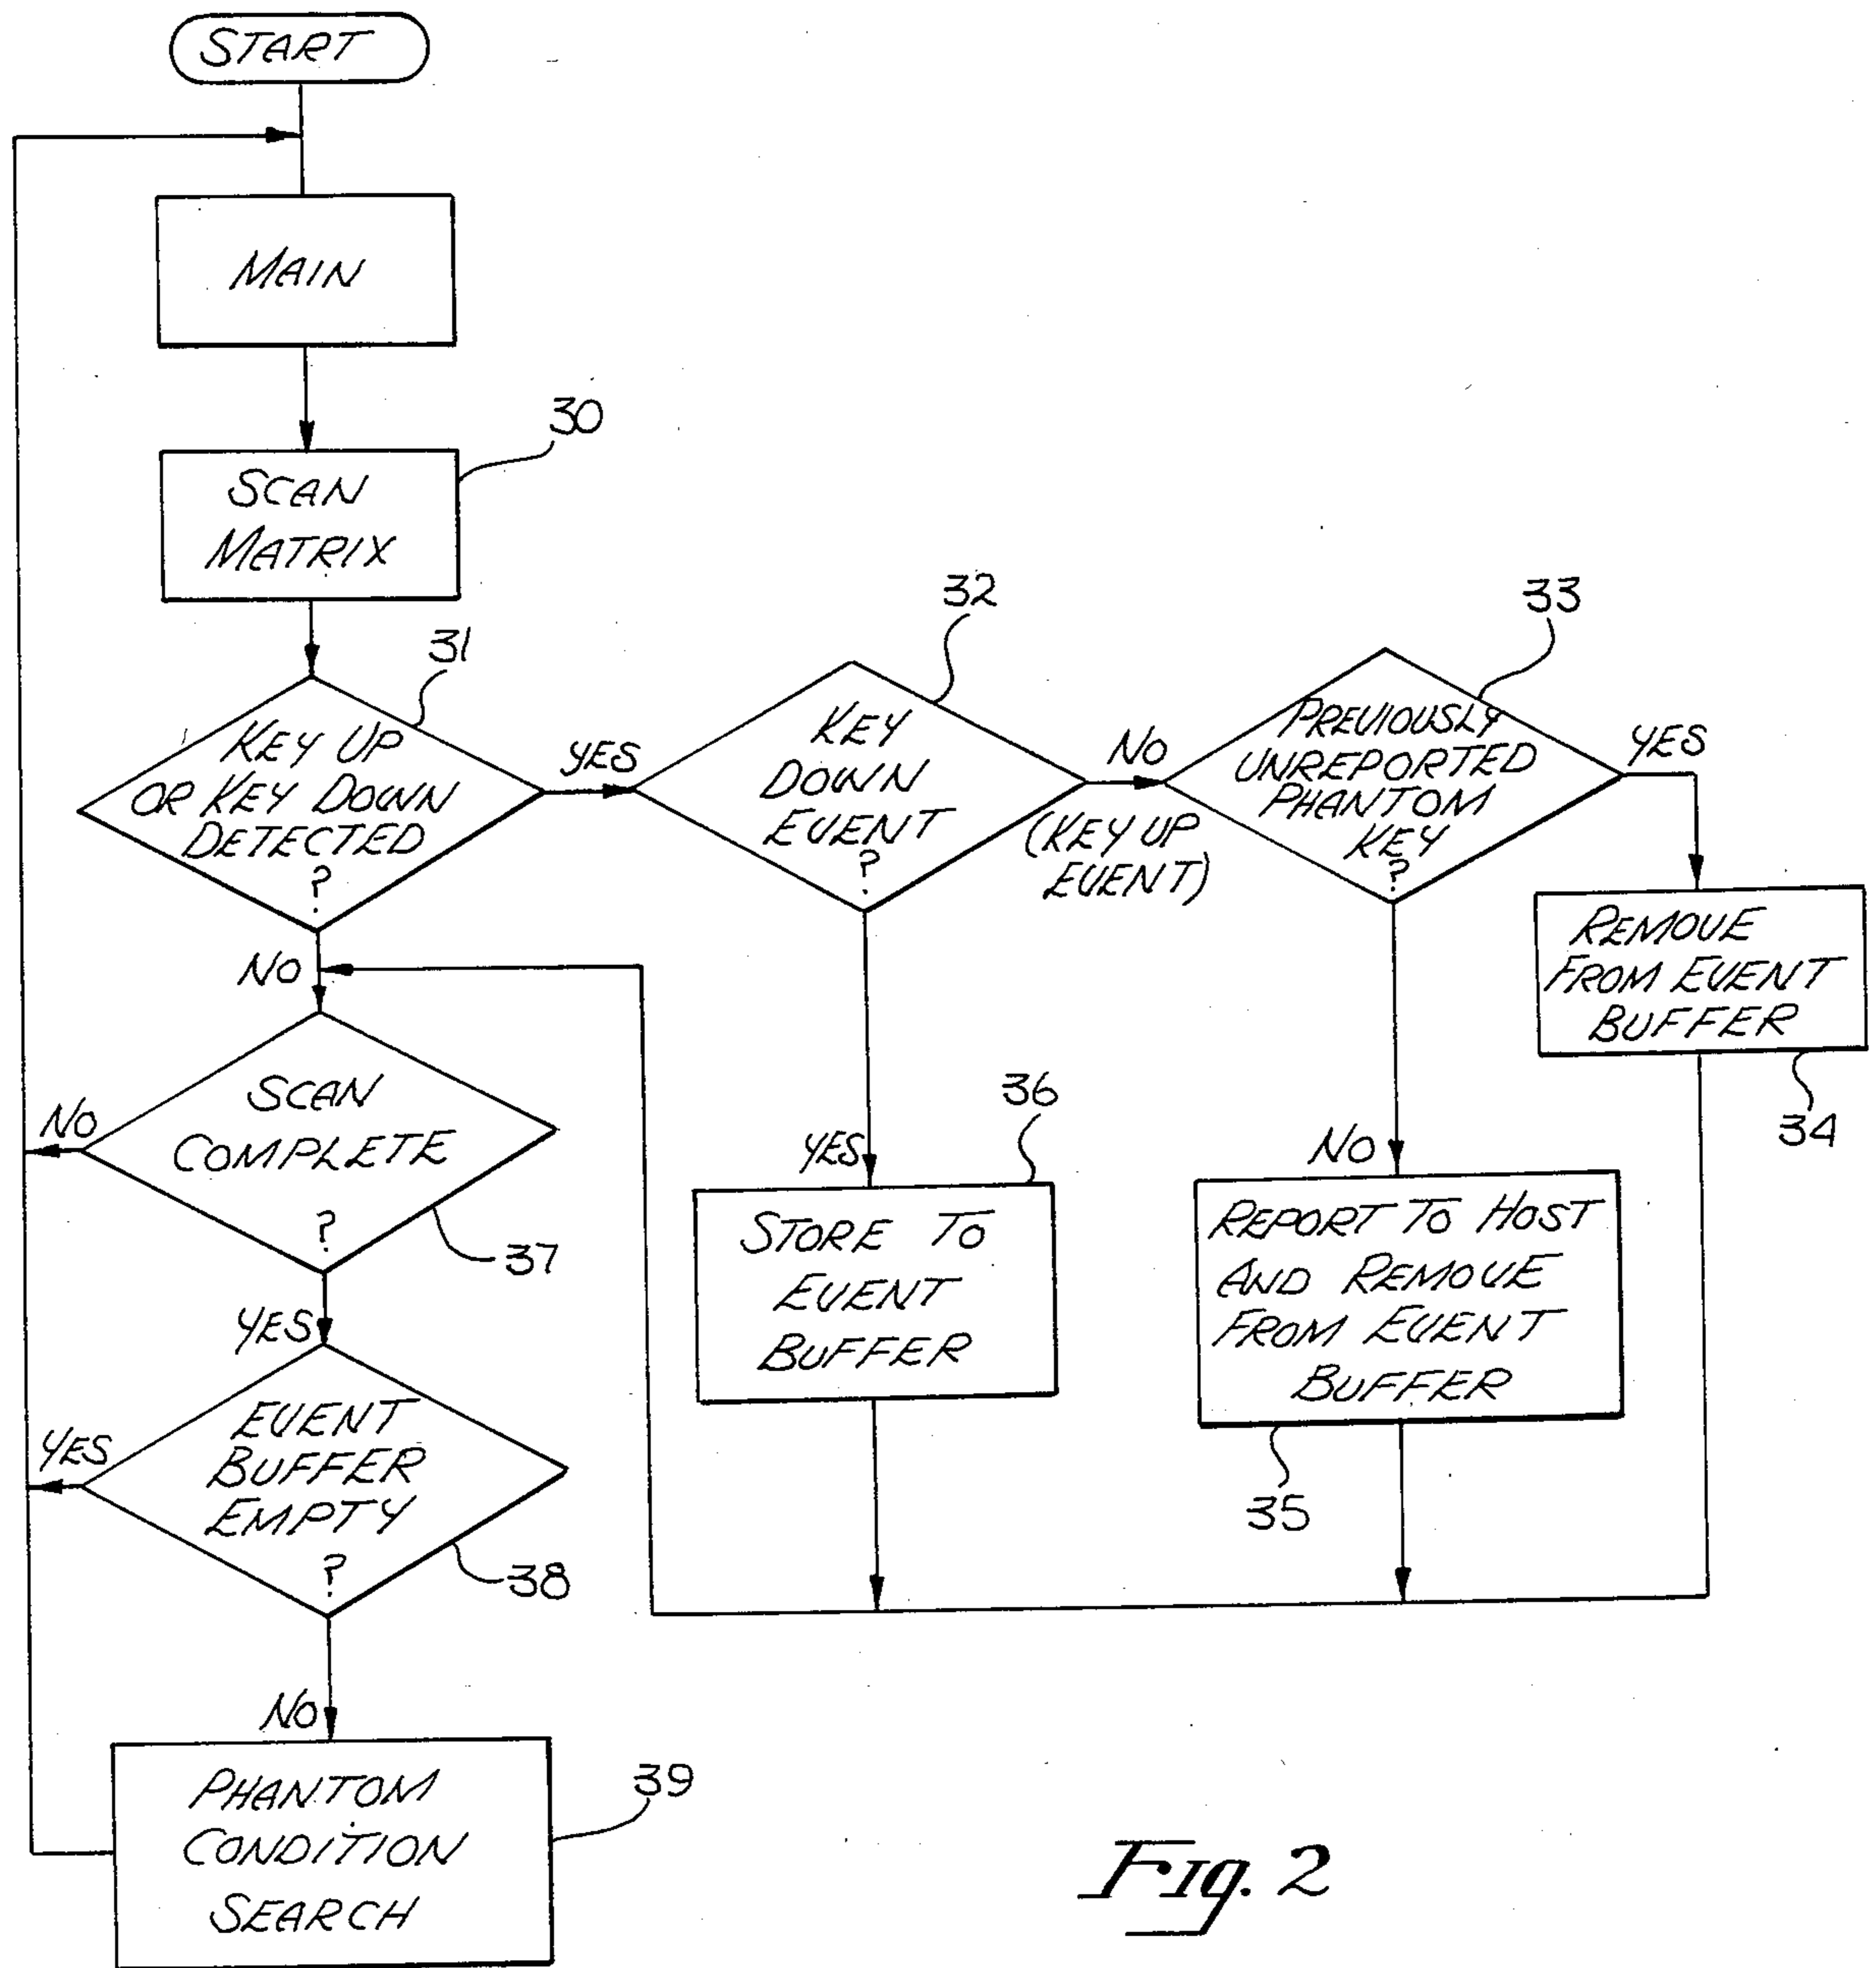 START
MAIN
30
SCAN
MATRIX
31
KEY UP
OR KEY DOWN
DETECTED
?
YES
NO
32
KEY
DOWN
EVENT
?
NO
(KEY UP
EVENT)
YES
33
PREVIOUSLY
UNREPORTED
PHANTOM
KEY
?
YES
NO
REMOVE
FROM EVENT
BUFFER
34
36
STORE TO
EVENT
BUFFER
REPORT TO HOST
AND REMOVE
FROM EVENT
BUFFER
35
SCAN
COMPLETE
?
37
NO
YES
EVENT
BUFFER
EMPTY
?
38
YES
NO
39
PHANTOM
CONDITION
SEARCH
Fig. 2